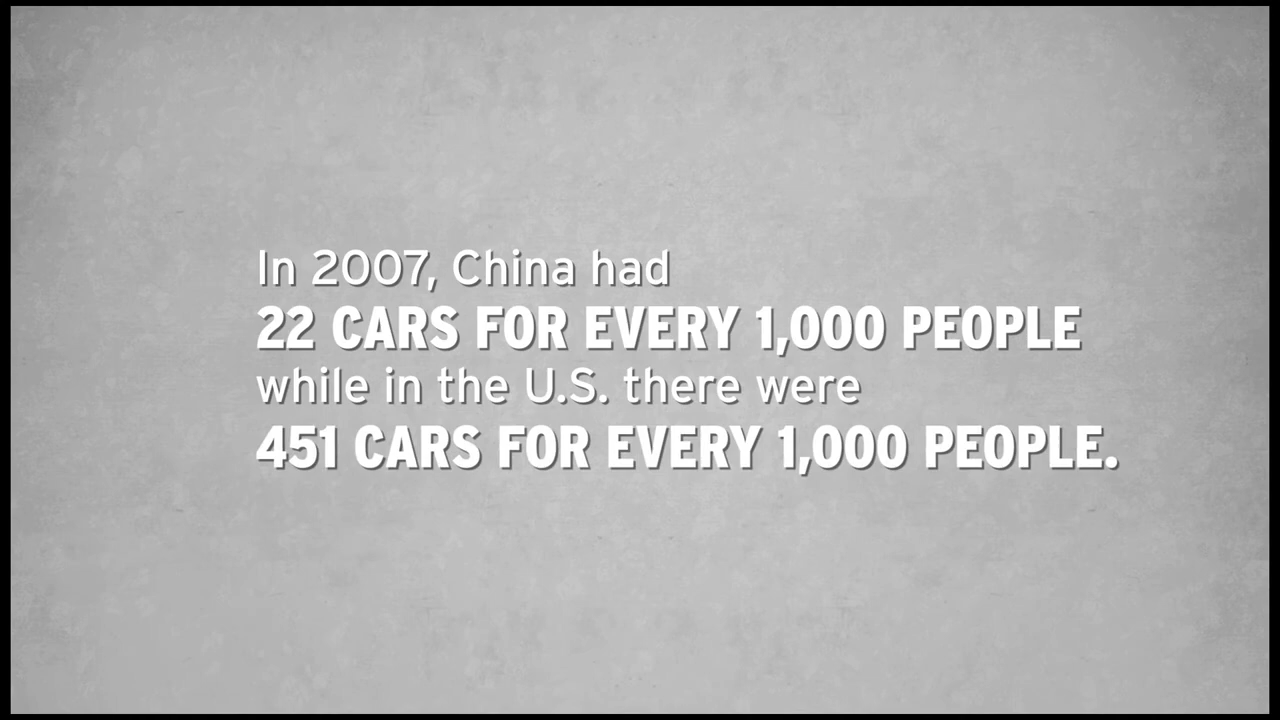 In 2007, China had
22 CARS FOR EVERY 1,000 PEOPLE
while in the U.S. there were
451 CARS FOR EVERY 1,000 PEOPLE.